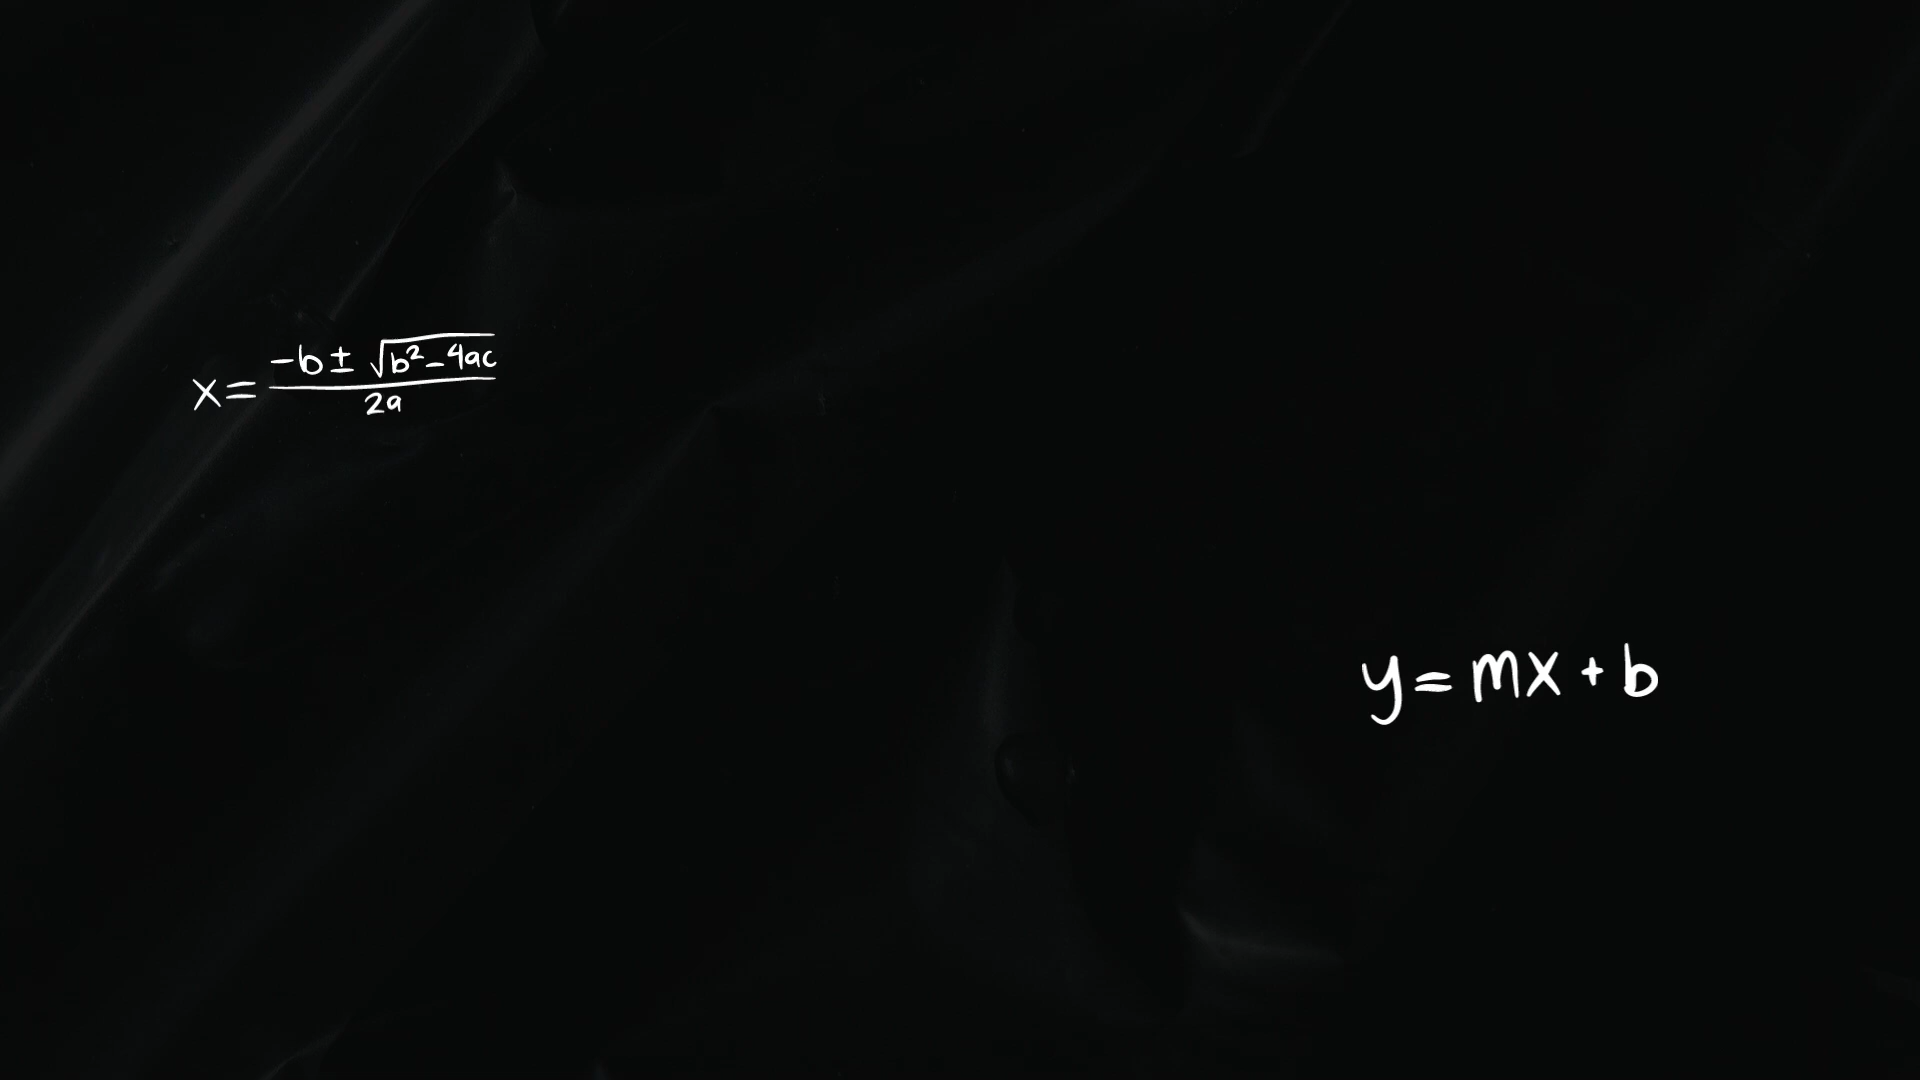 x = -b ± √b² - 4ac / 2a
y = mx + b